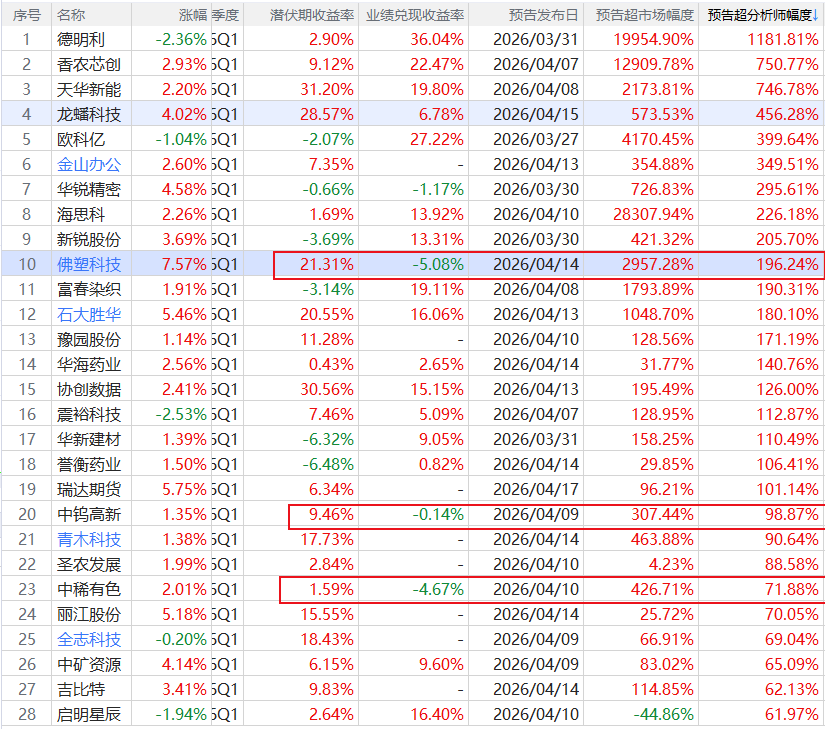 序号 名称 涨幅 季度 潜伏期收益率 业绩兑现收益率 预告发布日 预告超市场幅度 预告超分析师幅度↓
1 德明利 -2.36% 5Q1 2.90% 36.04% 2026/03/31 19954.90% 1181.81%
2 香农芯创 2.93% 5Q1 9.12% 22.47% 2026/04/07 12909.78% 750.77%
3 天华新能 2.20% 5Q1 31.20% 19.80% 2026/04/08 2173.81% 746.78%
4 龙蟠科技 4.02% 5Q1 28.57% 6.78% 2026/04/15 573.53% 456.28%
5 欧科亿 -1.04% 5Q1 -2.07% 27.22% 2026/03/27 4170.45% 399.64%
6 金山办公 2.60% 5Q1 7.35% - 2026/04/13 354.88% 349.51%
7 华锐精密 4.58% 5Q1 -0.66% -1.17% 2026/03/30 726.83% 295.61%
8 海思科 2.26% 5Q1 1.69% 13.92% 2026/04/10 28307.94% 226.18%
9 新锐股份 3.69% 5Q1 -3.69% 13.31% 2026/03/30 421.32% 205.70%
10 佛塑科技 7.57% 5Q1 21.31% -5.08% 2026/04/14 2957.28% 196.24%
11 富春染织 1.91% 5Q1 -3.14% 19.11% 2026/04/08 1793.89% 190.31%
12 石大胜华 5.46% 5Q1 20.55% 16.06% 2026/04/13 1048.70% 180.10%
13 豫园股份 1.14% 5Q1 11.28% - 2026/04/10 128.56% 171.19%
14 华海药业 2.56% 5Q1 0.43% 2.65% 2026/04/14 31.77% 140.76%
15 协创数据 2.41% 5Q1 30.56% 15.15% 2026/04/13 195.49% 126.00%
16 震裕科技 -2.53% 5Q1 7.46% 5.09% 2026/04/07 128.95% 112.87%
17 华新建材 1.39% 5Q1 -6.32% 9.05% 2026/03/31 158.25% 110.49%
18 誉衡药业 1.50% 5Q1 -6.48% 0.82% 2026/04/14 29.85% 106.41%
19 瑞达期货 5.75% 5Q1 6.34% - 2026/04/17 96.21% 101.14%
20 中钨高新 1.35% 5Q1 9.46% -0.14% 2026/04/09 307.44% 98.87%
21 青木科技 1.38% 5Q1 17.73% - 2026/04/14 463.88% 90.64%
22 圣农发展 1.99% 5Q1 2.84% - 2026/04/10 4.23% 88.58%
23 中稀有色 2.01% 5Q1 1.59% -4.67% 2026/04/10 426.71% 71.88%
24 丽江股份 5.18% 5Q1 15.55% - 2026/04/14 25.72% 70.05%
25 全志科技 -0.20% 5Q1 18.43% - 2026/04/09 66.91% 69.04%
26 中矿资源 4.14% 5Q1 6.15% 9.60% 2026/04/09 83.02% 65.09%
27 吉比特 3.41% 5Q1 9.83% - 2026/04/14 114.85% 62.13%
28 启明星辰 -1.94% 5Q1 2.64% 16.40% 2026/04/10 -44.86% 61.97%